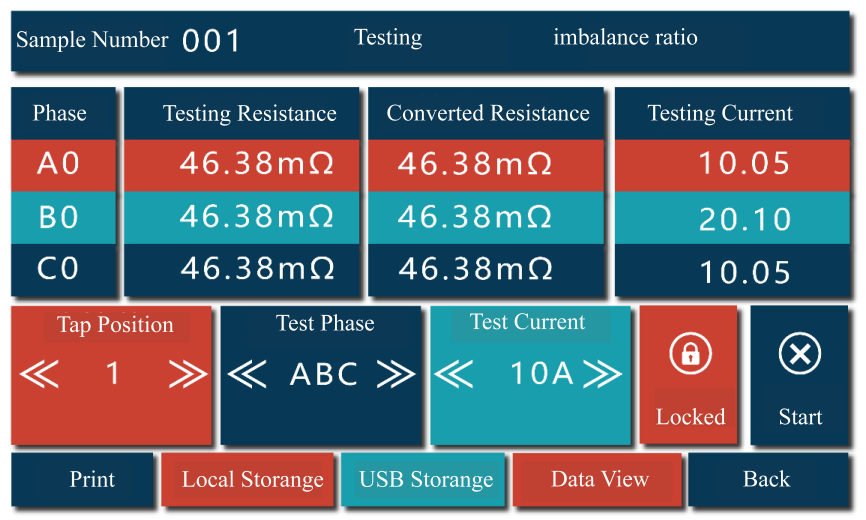 Sample Number 001 Testing imbalance ratio
Phase Testing Resistance Converted Resistance Testing Current
A0 46.38mΩ 46.38mΩ 10.05
B0 46.38mΩ 46.38mΩ 20.10
C0 46.38mΩ 46.38mΩ 10.05
Tap Position Test Phase Test Current
1 ABC 10A
Locked Start
Print Local Storange USB Storange Data View Back